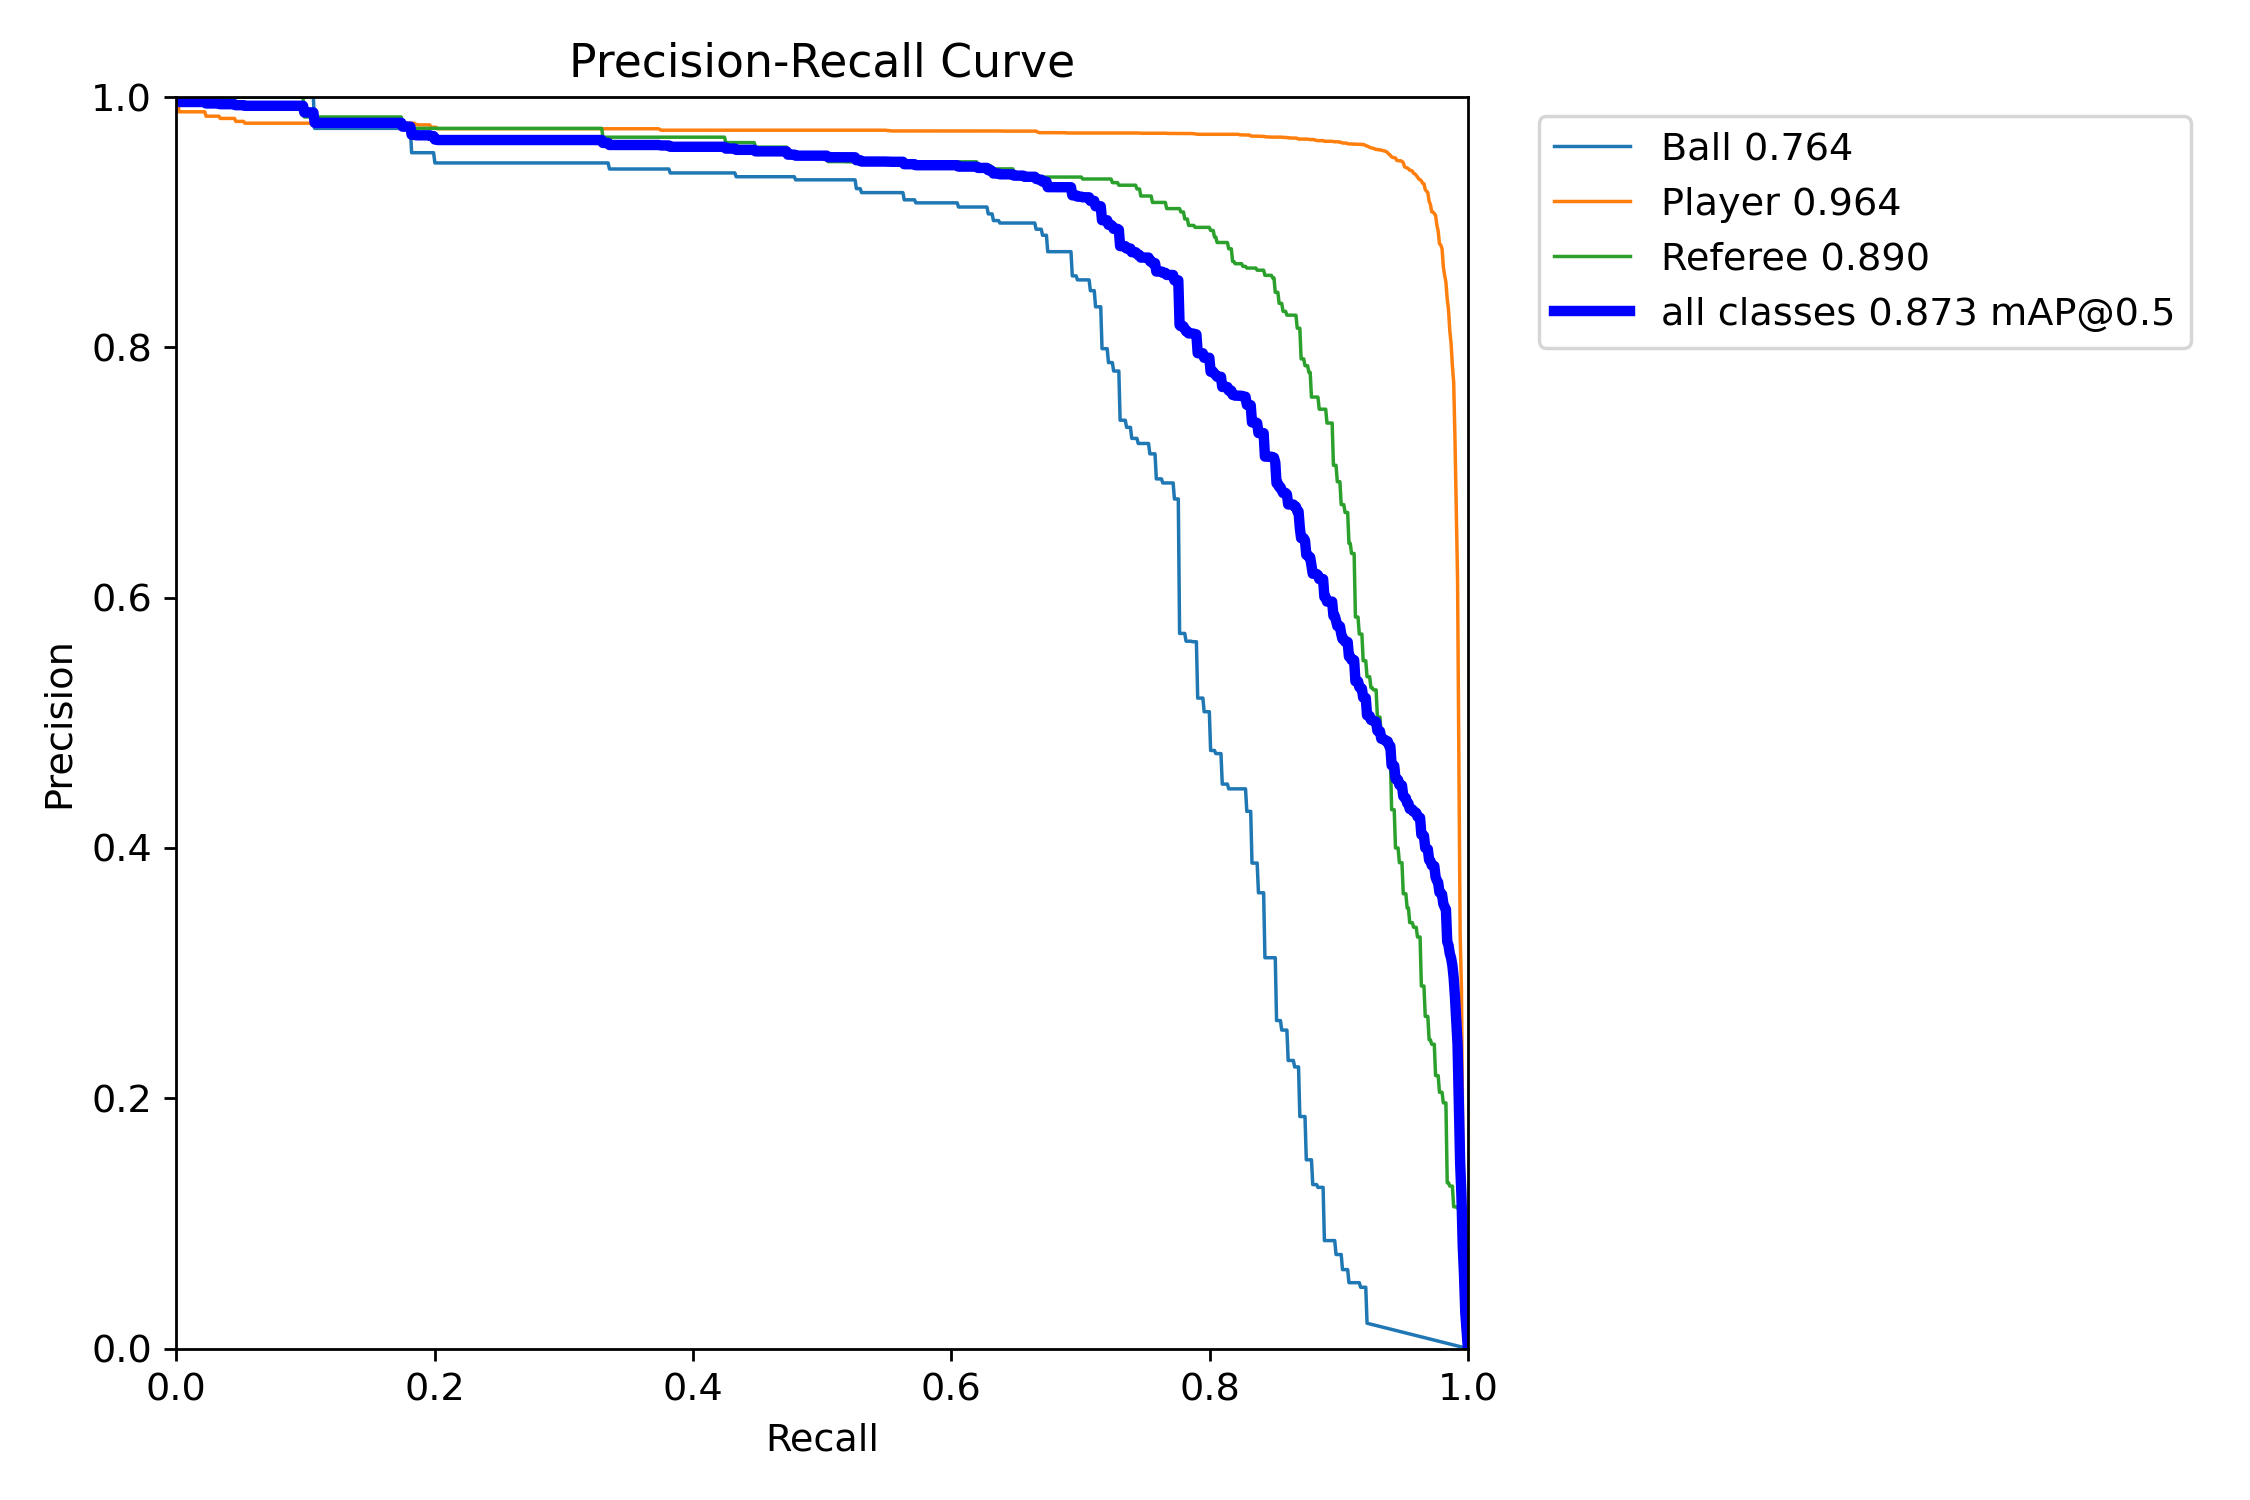 Precision-Recall Curve
1.0
0.8
0.6
0.4
0.2
0.0
Precision
0.0 0.2 0.4 0.6 0.8 1.0
Recall
Ball 0.764
Player 0.964
Referee 0.890
all classes 0.873 mAP@0.5